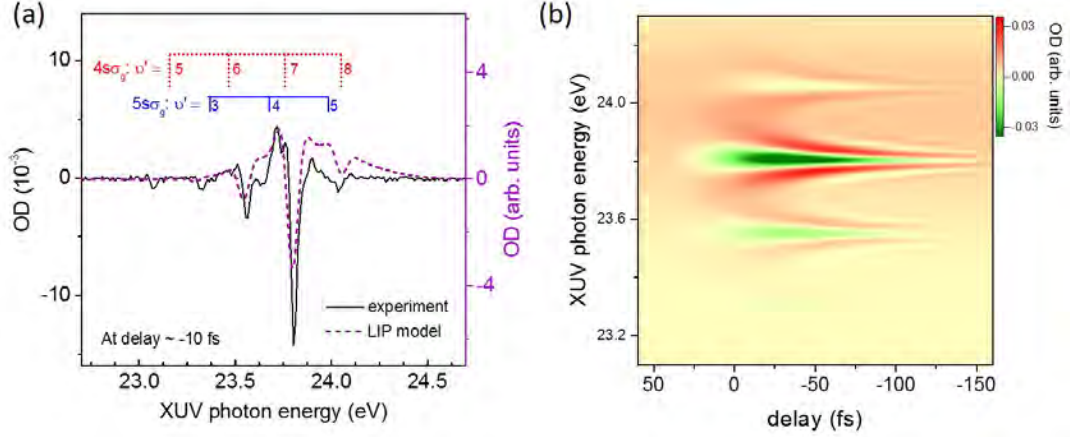 (a)
4sσg: υ' = 5 6 7 8
5sσg: υ' = 3 4 5
10
0
-10
OD (10⁻³)
4
0
-4
OD (arb. units)
experiment
LIP model
At delay ~ -10 fs
23.0 23.5 24.0 24.5
XUV photon energy (eV)
(b)
24.0
23.6
23.2
XUV photon energy (eV)
50 0 -50 -100 -150
delay (fs)
0.03
0.00
-0.03
OD (arb. units)